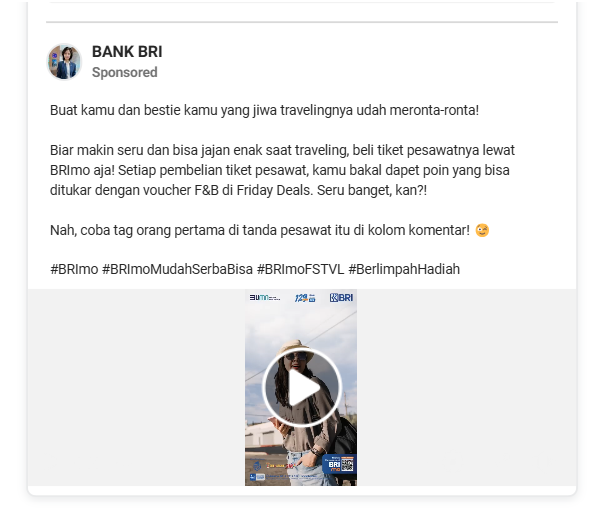 BANK BRI
Sponsored
Buat kamu dan bestie kamu yang jiwa travelingnya udah meronta-ronta!
Biar makin seru dan bisa jajan enak saat traveling, beli tiket pesawatnya lewat
BRImo aja! Setiap pembelian tiket pesawat, kamu bakal dapet poin yang bisa
ditukar dengan voucher F&B di Friday Deals. Seru banget, kan?!
Nah, coba tag orang pertama di tanda pesawat itu di kolom komentar! 😉
#BRImo #BRImoMudahSerbaBisa #BRImoFSTVL #BerlimpahHadiah
BUMN 129 BRI
BRI
mo